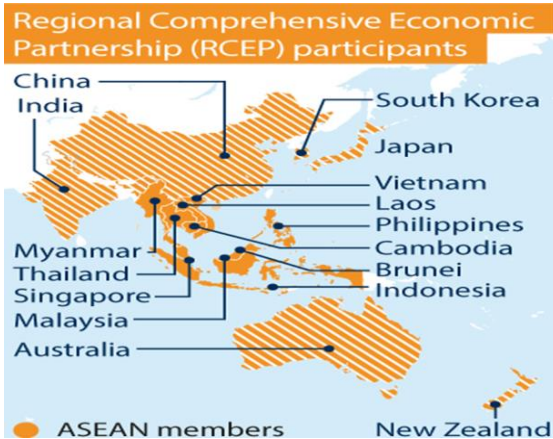 Regional Comprehensive Economic
Partnership (RCEP) participants
China
India
South Korea
Japan
Vietnam
Laos
Philippines
Cambodia
Brunei
Indonesia
Myanmar
Thailand
Singapore
Malaysia
Australia
ASEAN members
New Zealand